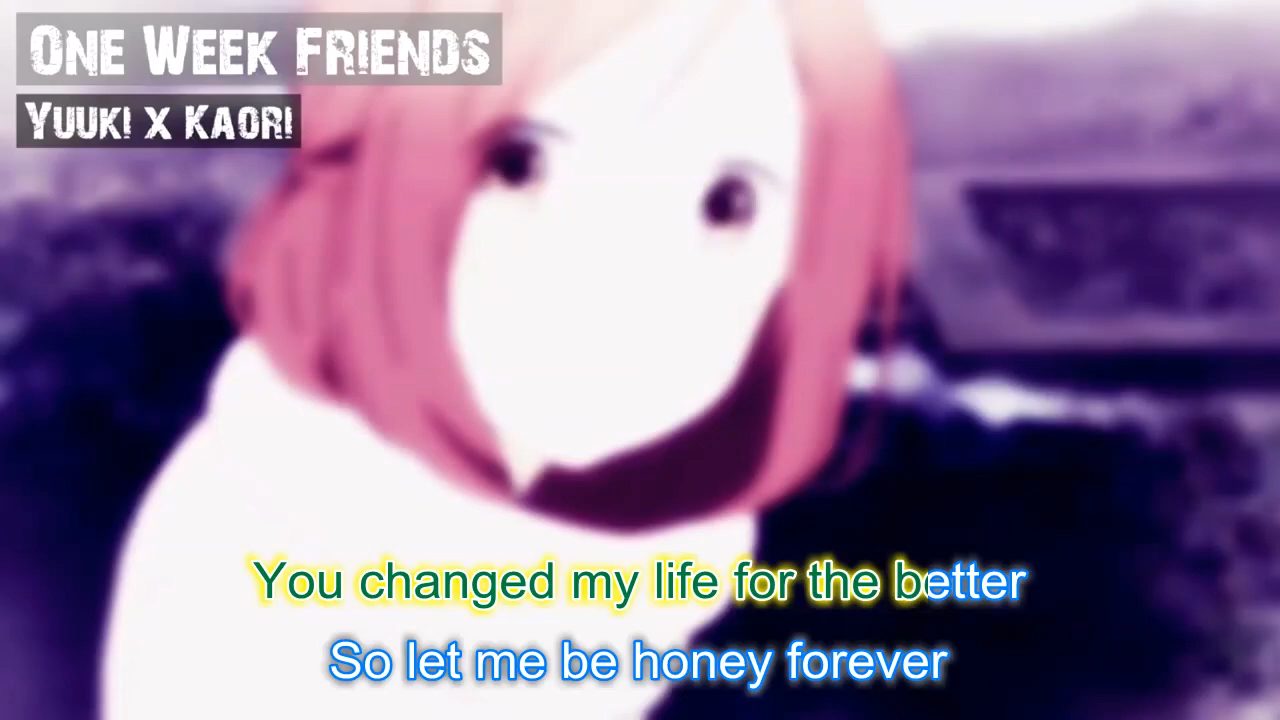 One Week Friends
Yuuki x Kaori
You changed my life for the better
So let me be honey forever